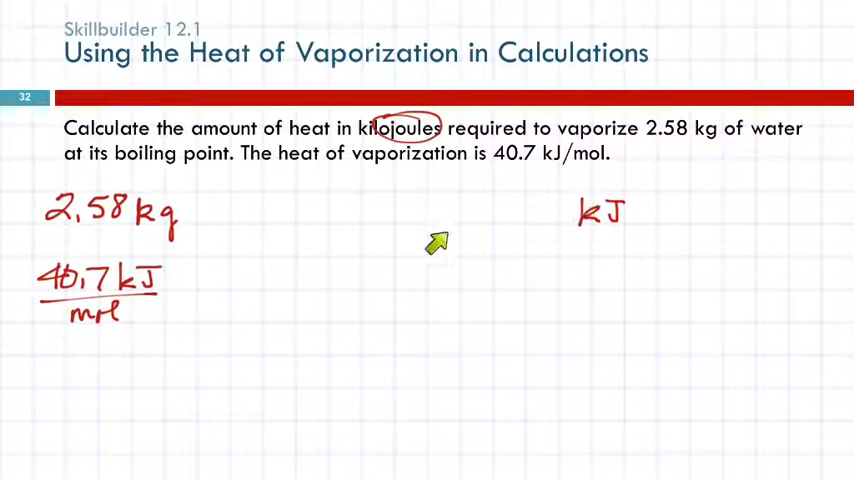 Skillbuilder 12.1
Using the Heat of Vaporization in Calculations
32
Calculate the amount of heat in kilojoules required to vaporize 2.58 kg of water
at its boiling point. The heat of vaporization is 40.7 kJ/mol.
2.58 kg
kJ
40.7 kJ
mol